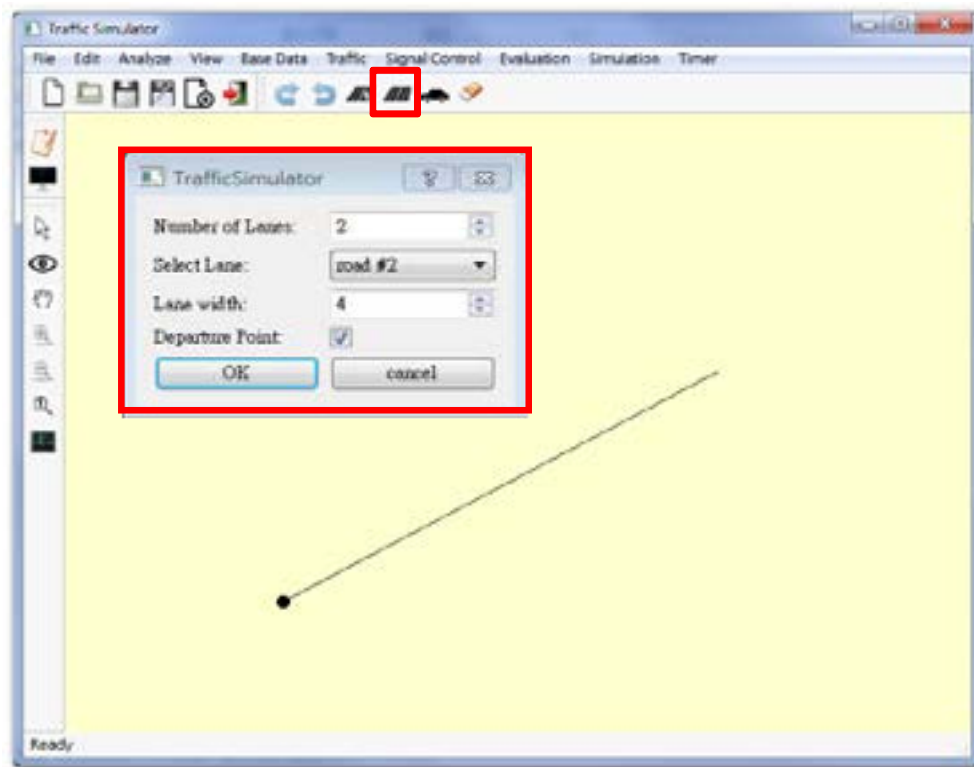 Traffic Simulator
File Edit Analyze View Base Data Traffic Signal Control Evaluation Simulation Timer
TrafficSimulator
Number of Lanes: 2
Select Lane: road #2
Lane width: 4
Departure Point:
OK cancel
Ready